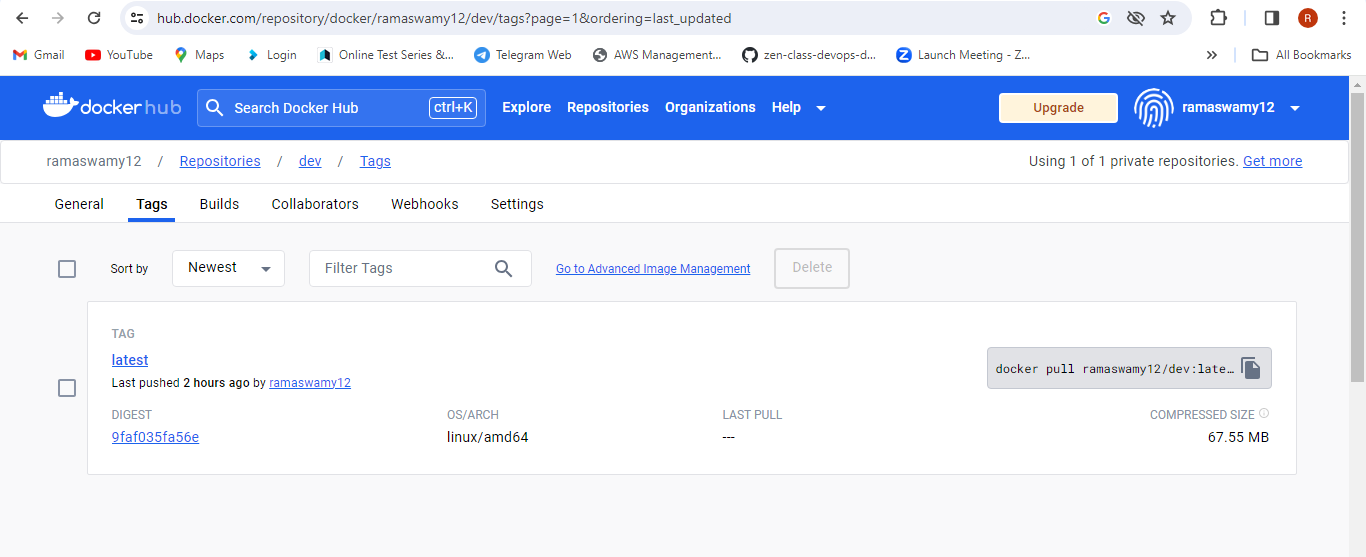 hub.docker.com/repository/docker/ramaswamy12/dev/tags?page=1&ordering=last_updated
G
R
Gmail YouTube Maps Login Online Test Series &... Telegram Web AWS Management... zen-class-devops-d... Launch Meeting - Z... » All Bookmarks
dockerhub Search Docker Hub ctrl+K Explore Repositories Organizations Help Upgrade ramaswamy12
ramaswamy12 / Repositories / dev / Tags Using 1 of 1 private repositories. Get more
General Tags Builds Collaborators Webhooks Settings
Sort by Newest Filter Tags Go to Advanced Image Management Delete
TAG
latest
docker pull ramaswamy12/dev:late...
Last pushed 2 hours ago by ramaswamy12
DIGEST OS/ARCH LAST PULL COMPRESSED SIZE
9faf035fa56e linux/amd64 --- 67.55 MB